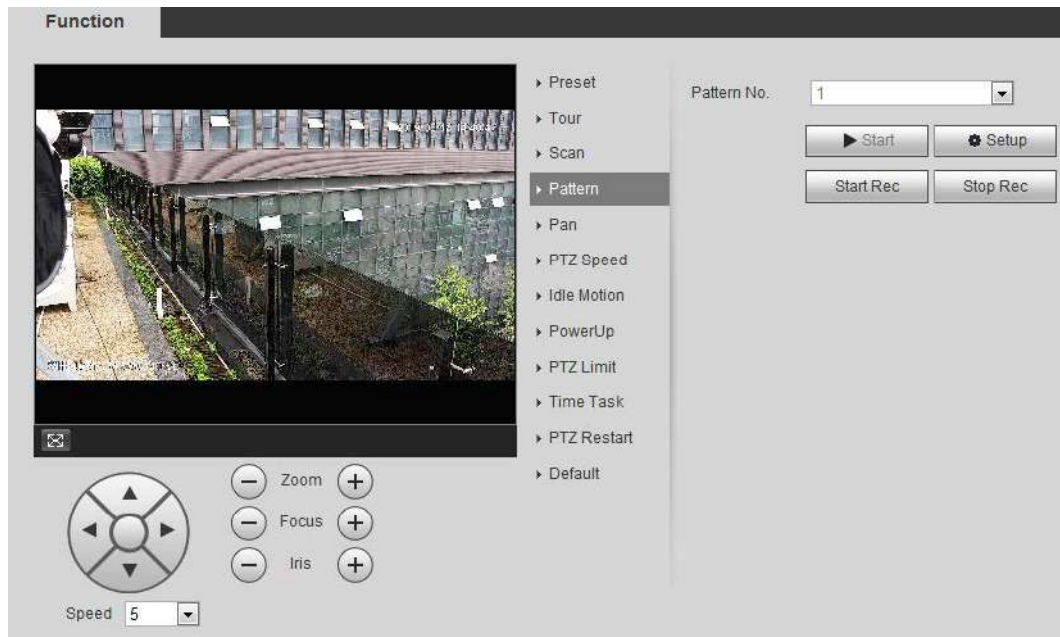 Function
Preset
Tour
Scan
Pattern
Pan
PTZ Speed
Idle Motion
PowerUp
PTZ Limit
Time Task
PTZ Restart
Default
Pattern No. 1
Start Setup
Start Rec Stop Rec
Zoom
Focus
Iris
Speed 5